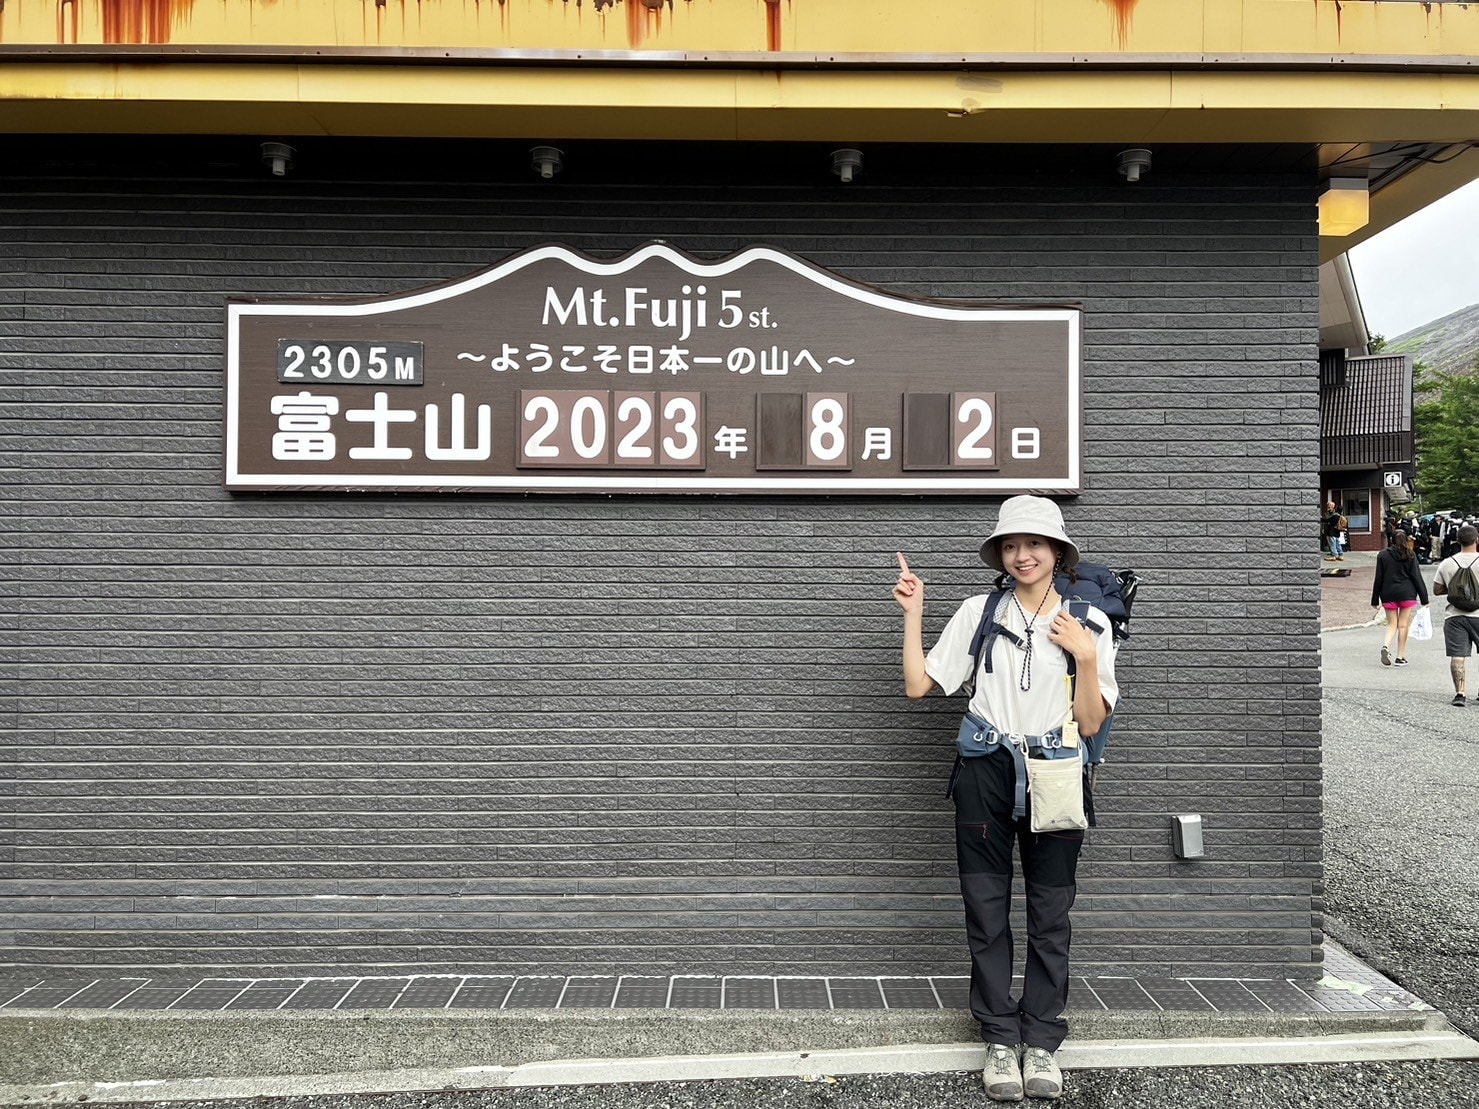 Mt.Fuji 5st.
2305M ～ようこそ日本一の山へ～
富士山 2023年 8月 2日
i